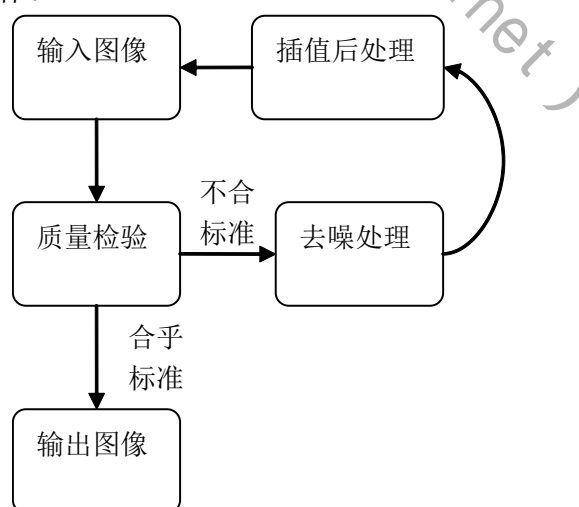 输入图像
插值后处理
不合
质量检验
标准
去噪处理
合乎
标准
输出图像